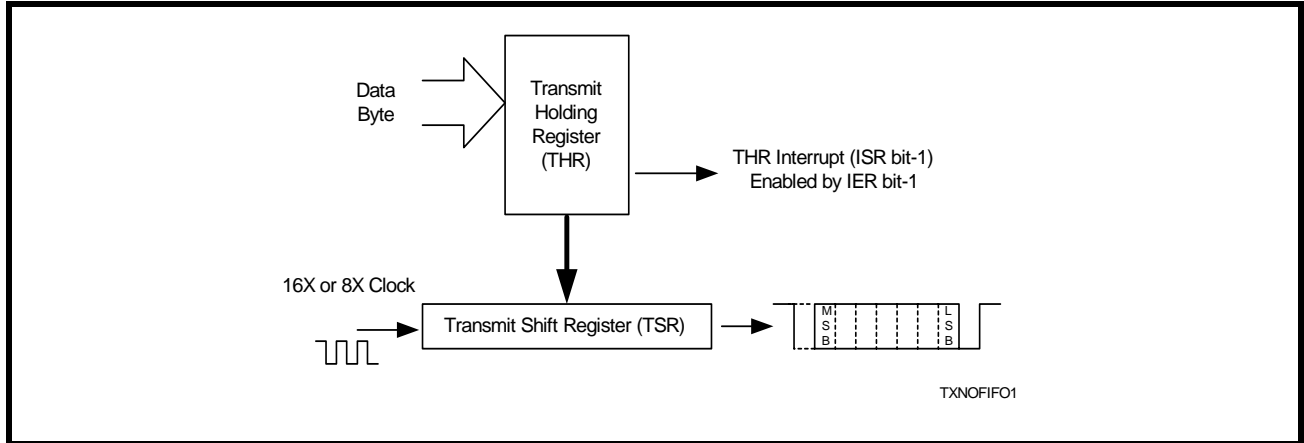 Data
Byte
Transmit
Holding
Register
(THR)
THR Interrupt (ISR bit-1)
Enabled by IER bit-1
16X or 8X Clock
Transmit Shift Register (TSR)
M
S
B
L
S
B
TXNOFIFO1